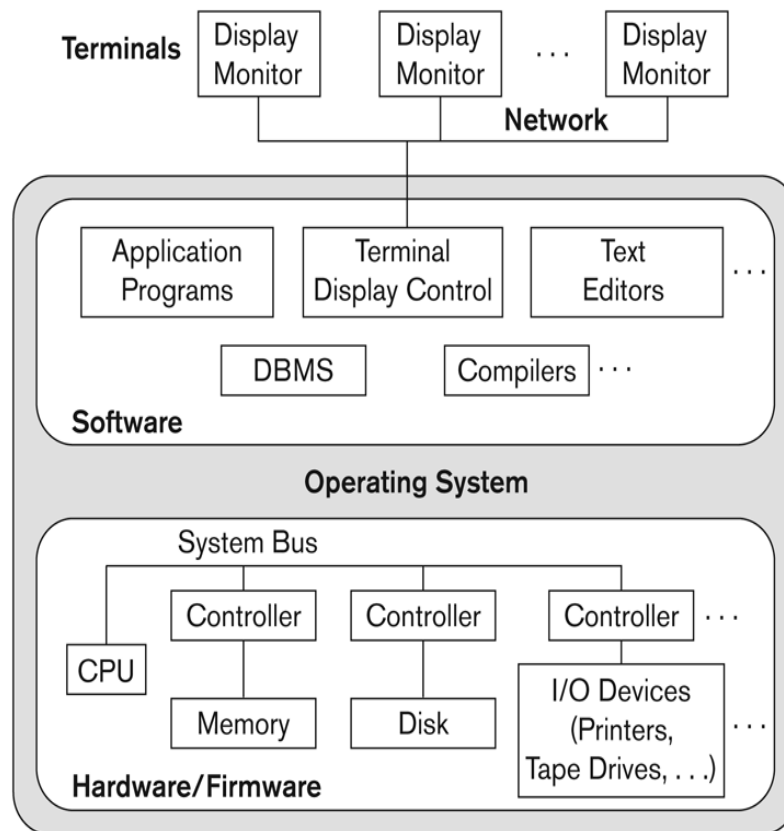 Terminals
Display
Monitor
Display
Monitor
. . .
Display
Monitor
Network
Application
Programs
Terminal
Display Control
Text
Editors
. . .
DBMS
Compilers
. . .
Software
Operating System
System Bus
CPU
Controller
Controller
Controller
. . .
Memory
Disk
I/O Devices
(Printers,
Tape Drives, . . .)
. . .
Hardware/Firmware